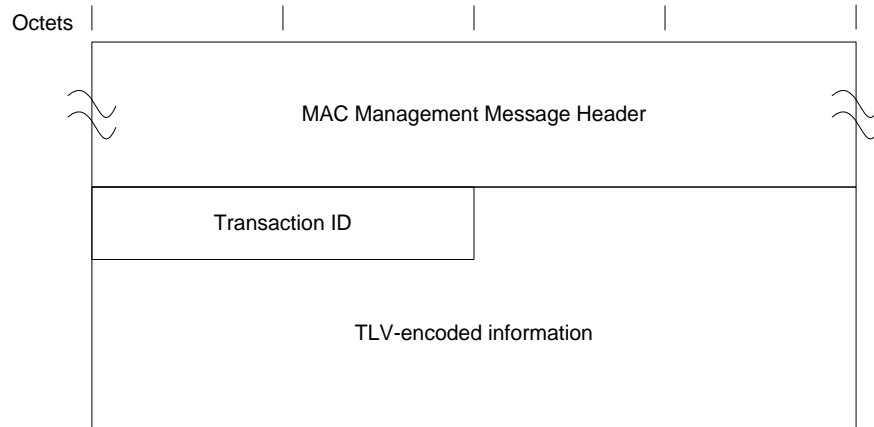 Octets
MAC Management Message Header
Transaction ID
TLV-encoded information